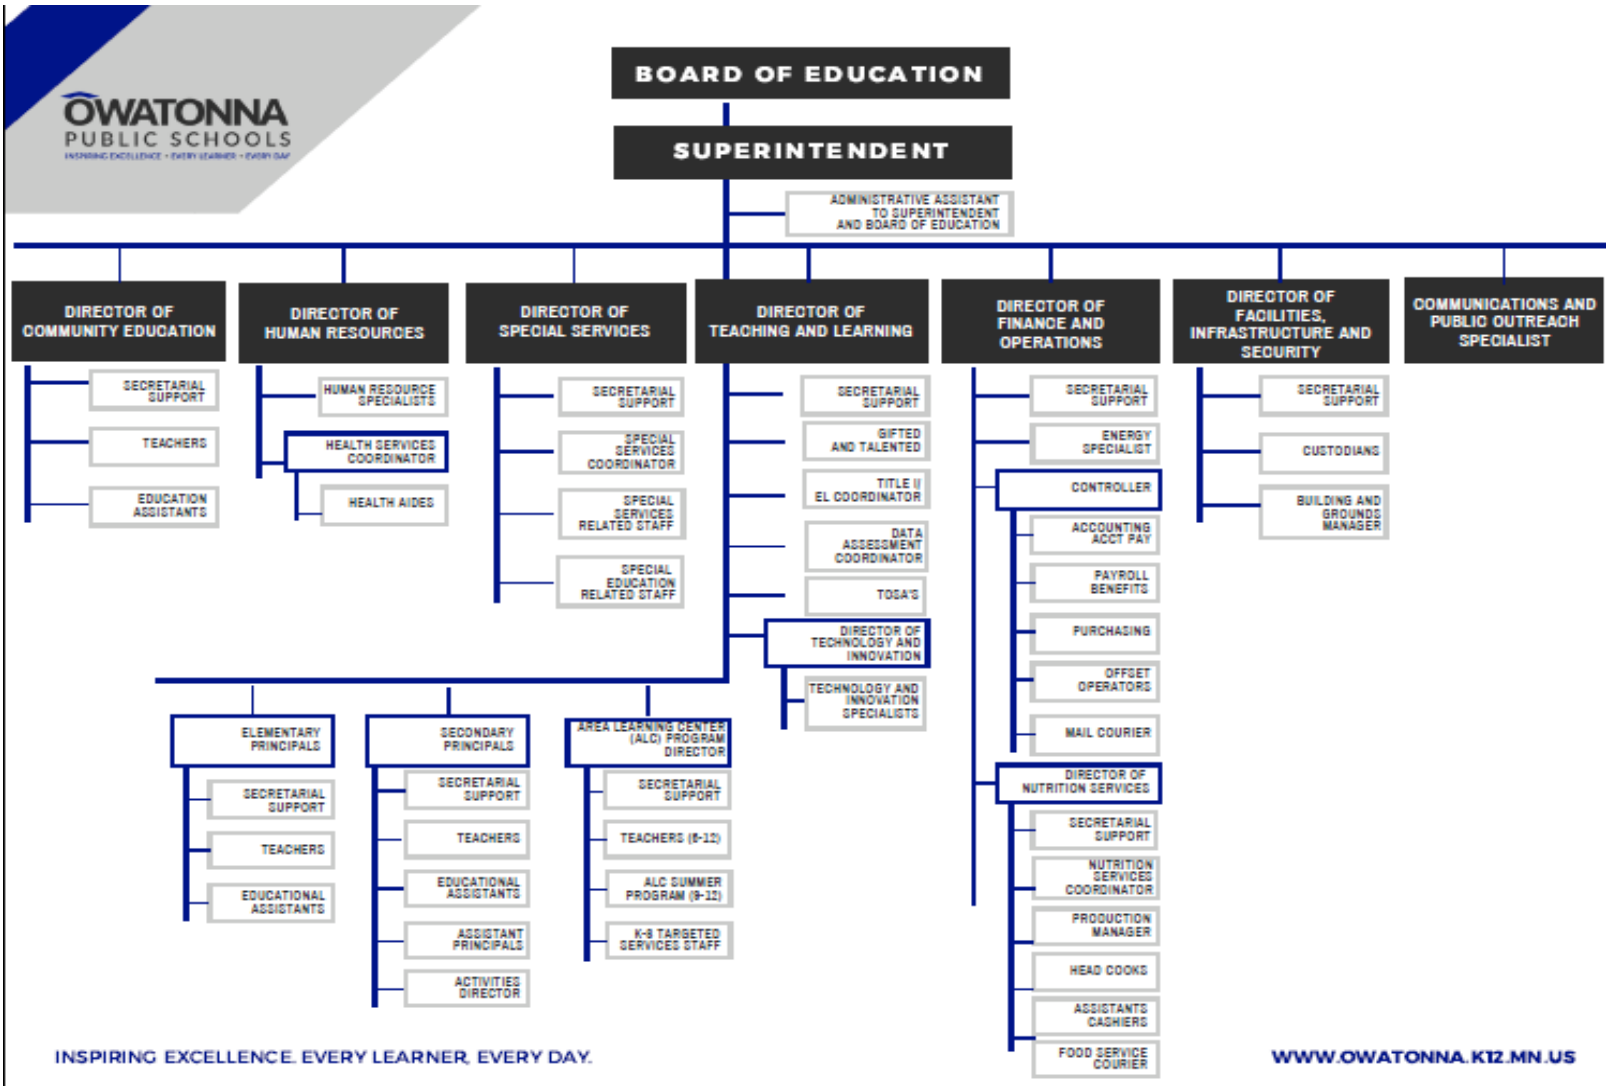 OWATONNA
PUBLIC SCHOOLS
INSPIRING EXCELLENCE • EVERY LEARNER • EVERY DAY
BOARD OF EDUCATION
SUPERINTENDENT
ADMINISTRATIVE ASSISTANT
TO SUPERINTENDENT
AND BOARD OF EDUCATION
DIRECTOR OF
COMMUNITY EDUCATION
SECRETARIAL
SUPPORT
TEACHERS
EDUCATION
ASSISTANTS
DIRECTOR OF
HUMAN RESOURCES
HUMAN RESOURCE
SPECIALISTS
HEALTH SERVICES
COORDINATOR
HEALTH AIDES
DIRECTOR OF
SPECIAL SERVICES
SECRETARIAL
SUPPORT
SPECIAL
SERVICES
COORDINATOR
SPECIAL
SERVICES
RELATED STAFF
SPECIAL
EDUCATION
RELATED STAFF
DIRECTOR OF
TEACHING AND LEARNING
SECRETARIAL
SUPPORT
GIFTED
AND TALENTED
TITLE I/
EL COORDINATOR
DATA
ASSESSMENT
COORDINATOR
TOSA'S
DIRECTOR OF
TECHNOLOGY AND
INNOVATION
TECHNOLOGY AND
INNOVATION
SPECIALISTS
ELEMENTARY
PRINCIPALS
SECRETARIAL
SUPPORT
TEACHERS
EDUCATIONAL
ASSISTANTS
SECONDARY
PRINCIPALS
SECRETARIAL
SUPPORT
TEACHERS
EDUCATIONAL
ASSISTANTS
ASSISTANT
PRINCIPALS
ACTIVITIES
DIRECTOR
AREA LEARNING CENTER
(ALC) PROGRAM
DIRECTOR
SECRETARIAL
SUPPORT
TEACHERS (6-12)
ALC SUMMER
PROGRAM (9-12)
K-8 TARGETED
SERVICES STAFF
DIRECTOR OF
FINANCE AND
OPERATIONS
SECRETARIAL
SUPPORT
ENERGY
SPECIALIST
CONTROLLER
ACCOUNTING
ACCT PAY
PAYROLL
BENEFITS
PURCHASING
OFFSET
OPERATORS
MAIL COURIER
DIRECTOR OF
NUTRITION SERVICES
SECRETARIAL
SUPPORT
NUTRITION
SERVICES
COORDINATOR
PRODUCTION
MANAGER
HEAD COOKS
ASSISTANTS
CASHIERS
FOOD SERVICE
COURIER
DIRECTOR OF
FACILITIES,
INFRASTRUCTURE AND
SECURITY
SECRETARIAL
SUPPORT
CUSTODIANS
BUILDING AND
GROUNDS
MANAGER
COMMUNICATIONS AND
PUBLIC OUTREACH
SPECIALIST
INSPIRING EXCELLENCE. EVERY LEARNER, EVERY DAY.
WWW.OWATONNA.K12.MN.US